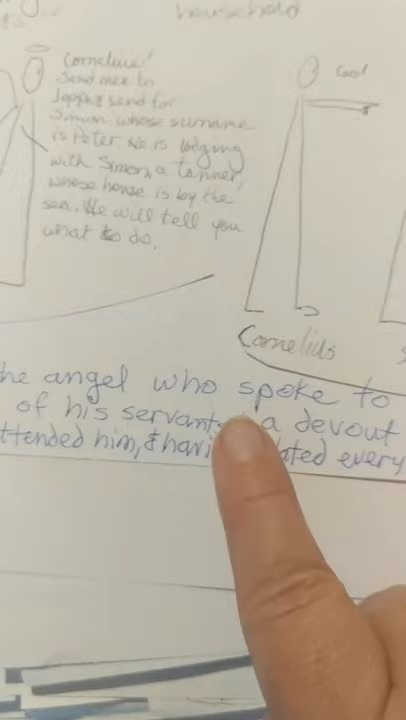 household
Cornelius!
Send men to
Joppa & send for
Simon whose surname
is Peter. He is lodging
with Simon, a tanner,
whose house is by the
sea. He will tell you
what to do.
Cool
Cornelius
he angel who spoke to
of his servants a devout
ttended him, & havi ated every